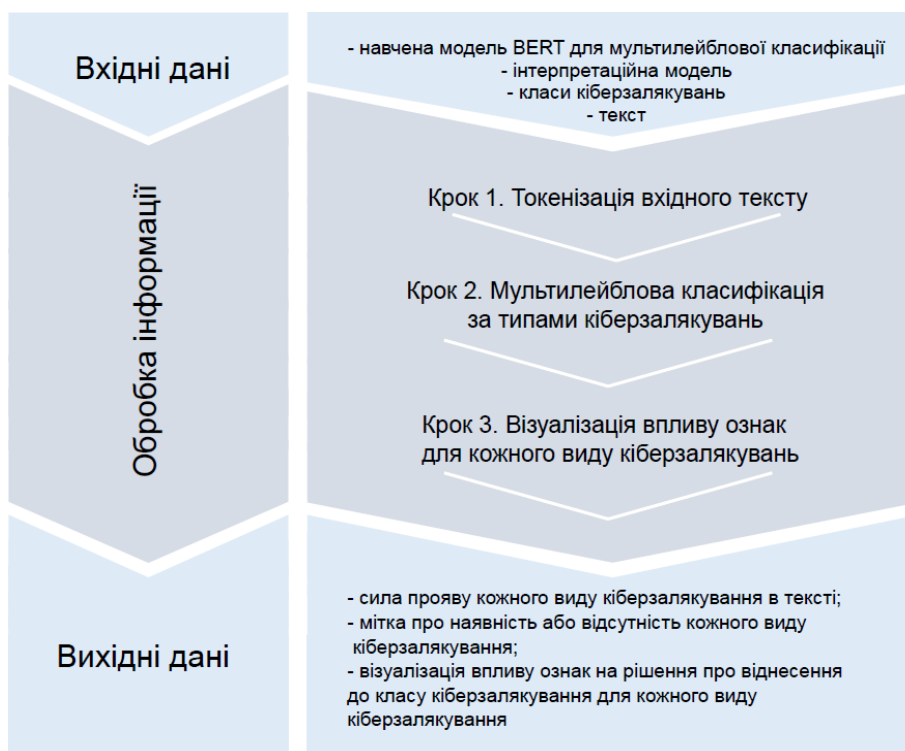 Вхідні дані
- навчена модель BERT для мультилейблової класифікації
- інтерпретаційна модель
- класи кіберзалякувань
- текст
Обробка інформації
Крок 1. Токенізація вхідного тексту
Крок 2. Мультилейблова класифікація
за типами кіберзалякувань
Крок 3. Візуалізація впливу ознак
для кожного виду кіберзалякувань
Вихідні дані
- сила прояву кожного виду кіберзалякування в тексті;
- мітка про наявність або відсутність кожного виду
кіберзалякування;
- візуалізація впливу ознак на рішення про віднесення
до класу кіберзалякування для кожного виду
кіберзалякування